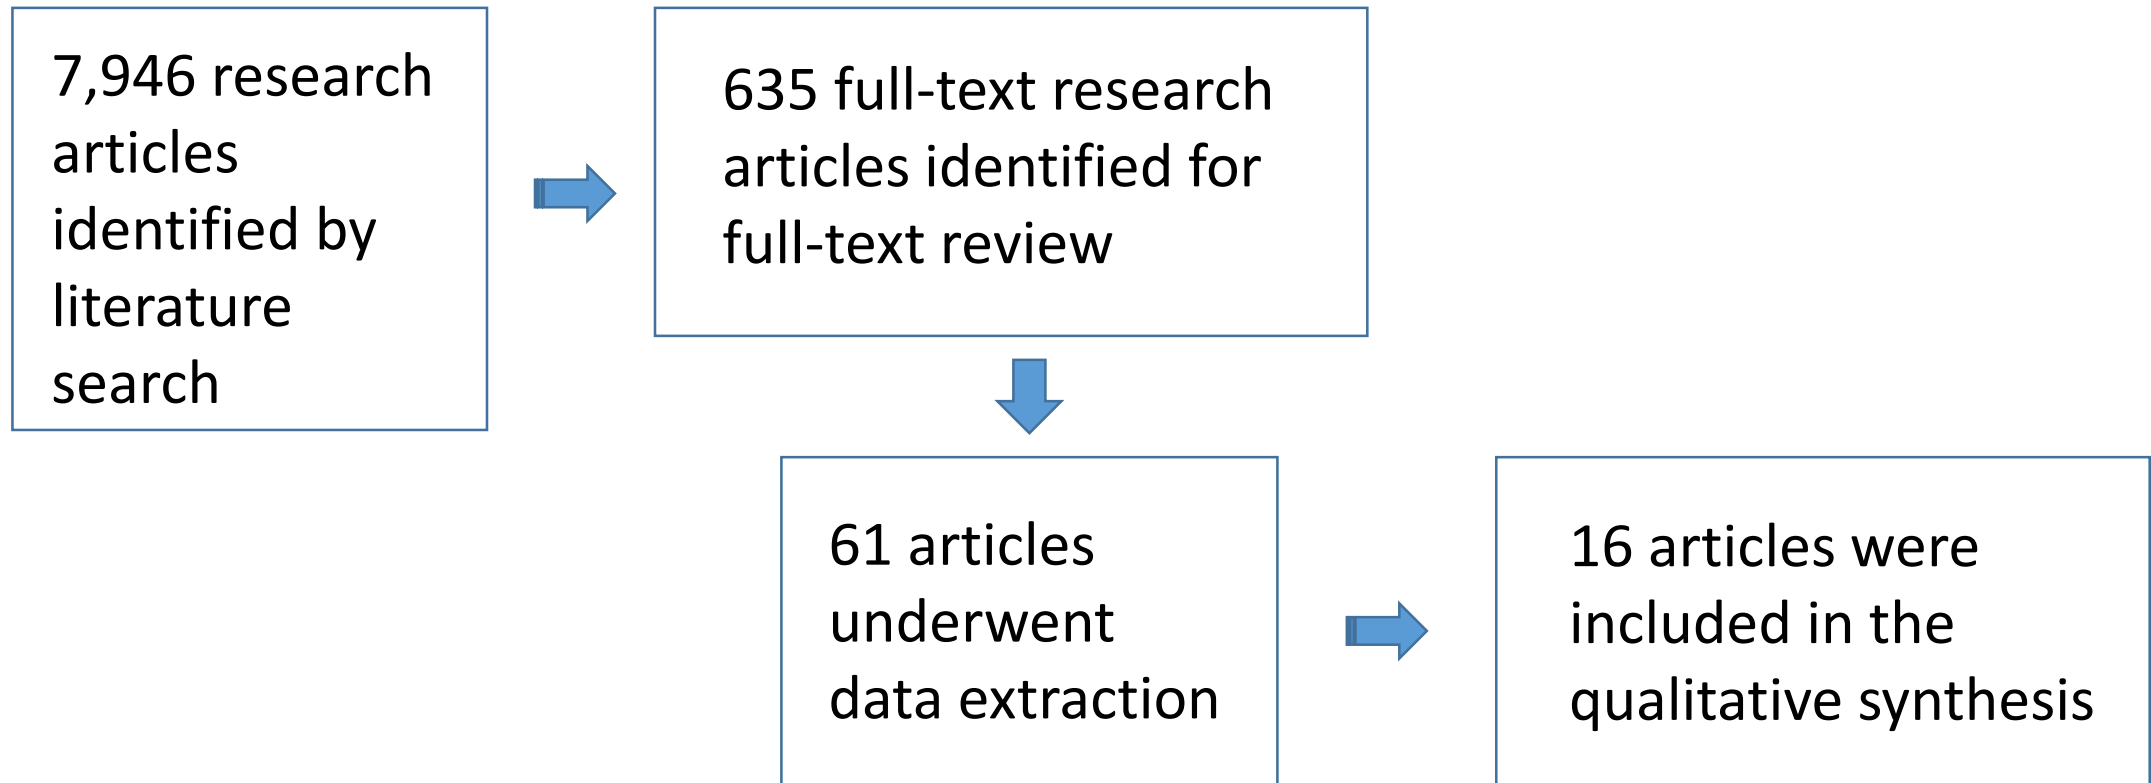 7,946 research
articles
identified by
literature
search
635 full-text research
articles identified for
full-text review
61 articles
underwent
data extraction
16 articles were
included in the
qualitative synthesis